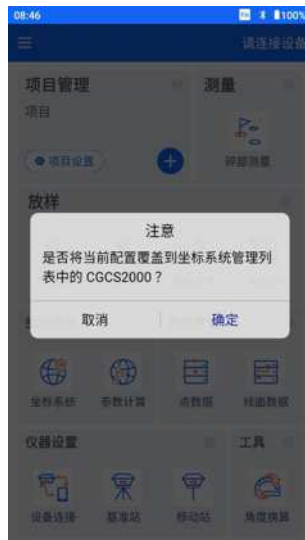 08:46
100%
请连接设备
项目管理
测量
项目
项目设置
碎部测量
放样
注意
是否将当前配置覆盖到坐标系统管理列
表中的 CGCS2000？
取消
确定
坐标系统
参数计算
点数据
线面数据
仪器设置
工具
设备连接
基准站
移动站
角度换算